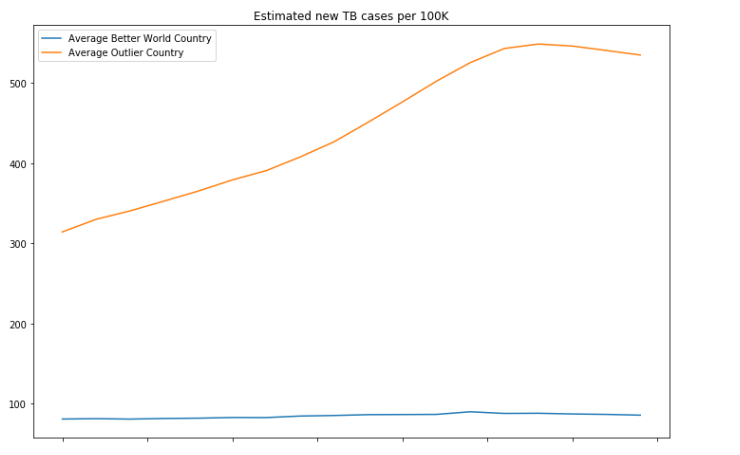 Estimated new TB cases per 100K
Average Better World Country
Average Outlier Country
500
400
300
200
100